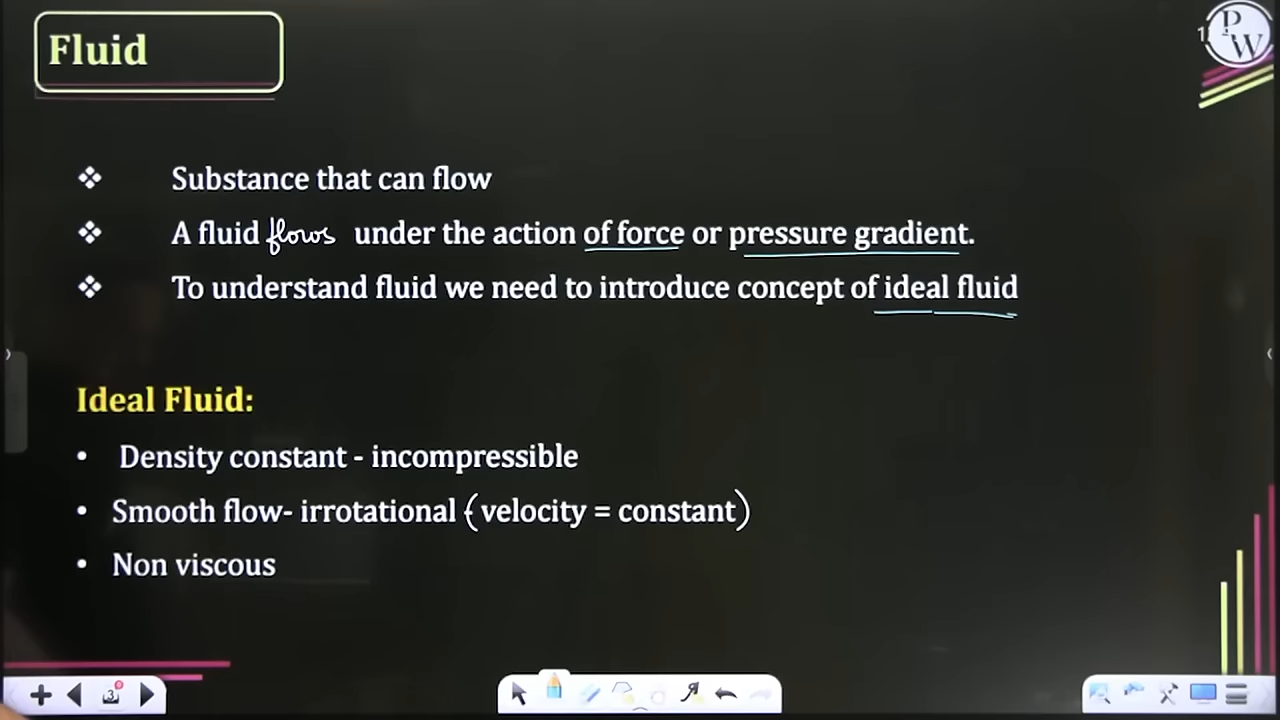 Fluid
PW
❖ Substance that can flow
❖ A fluid flows under the action of force or pressure gradient.
❖ To understand fluid we need to introduce concept of ideal fluid
Ideal Fluid:
• Density constant - incompressible
• Smooth flow- irrotational (velocity = constant)
• Non viscous
3